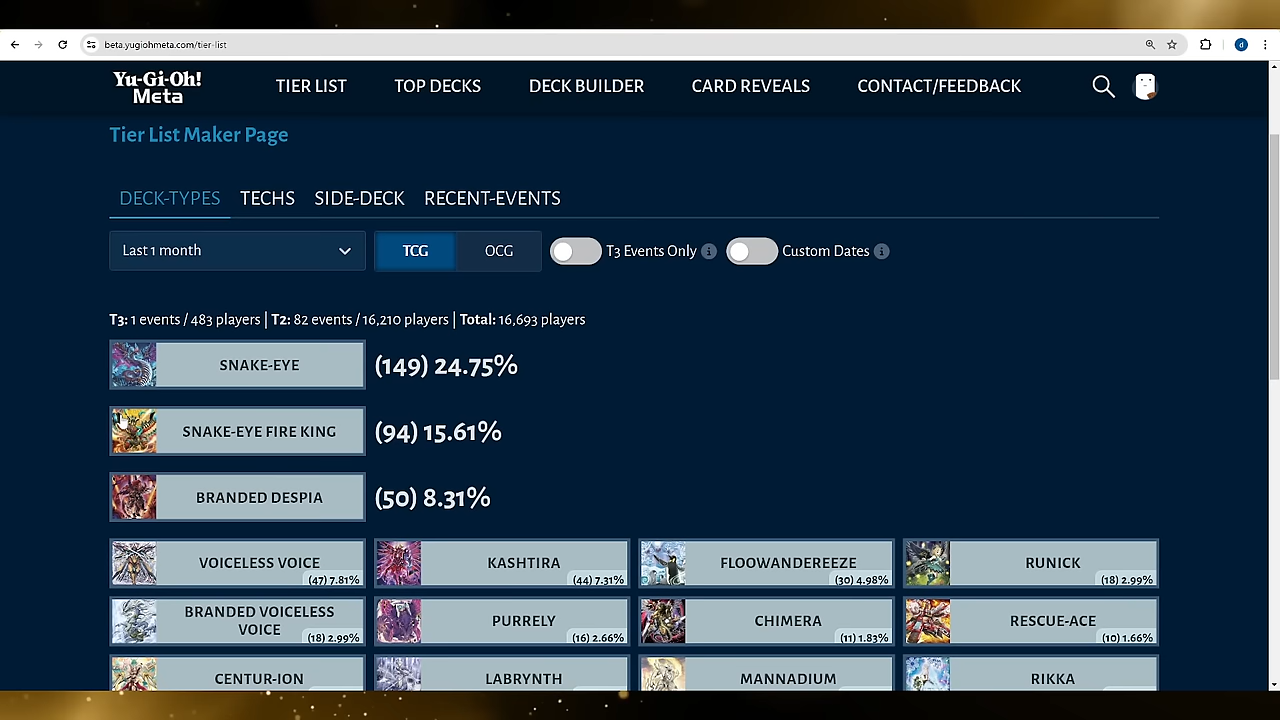 beta.yugiohmeta.com/tier-list
d
Yu-Gi-Oh!
Meta
TIER LIST
TOP DECKS
DECK BUILDER
CARD REVEALS
CONTACT/FEEDBACK
Tier List Maker Page
DECK-TYPES
TECHS
SIDE-DECK
RECENT-EVENTS
Last 1 month
TCG
OCG
T3 Events Only
Custom Dates
T3: 1 events / 483 players | T2: 82 events / 16,210 players | Total: 16,693 players
SNAKE-EYE
(149) 24.75%
SNAKE-EYE FIRE KING
(94) 15.61%
BRANDED DESPIA
(50) 8.31%
VOICELESS VOICE
(47) 7.81%
KASHTIRA
(44) 7.31%
FLOOWANDEREEZE
(30) 4.98%
RUNICK
(18) 2.99%
BRANDED VOICELESS
VOICE
(18) 2.99%
PURRELY
(16) 2.66%
CHIMERA
(11) 1.83%
RESCUE-ACE
(10) 1.66%
CENTUR-ION
LABRYNTH
MANNADIUM
RIKKA